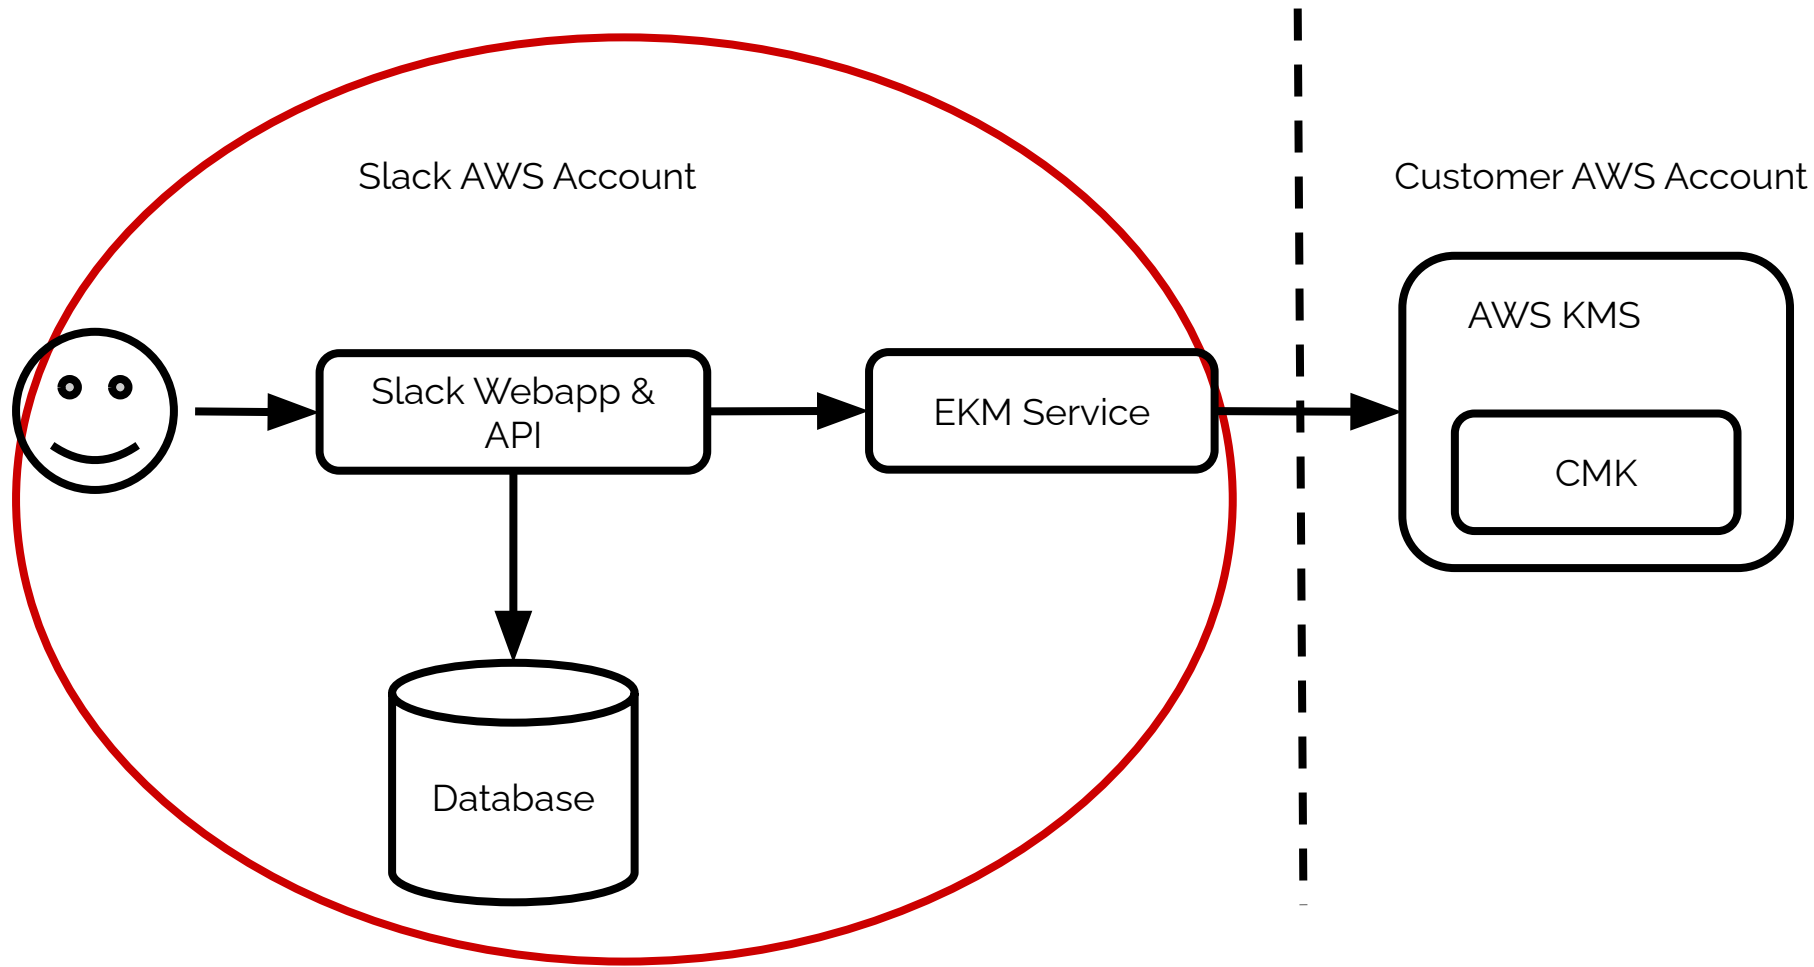 Slack AWS Account
Customer AWS Account
AWS KMS
Slack Webapp &
API
EKM Service
CMK
Database